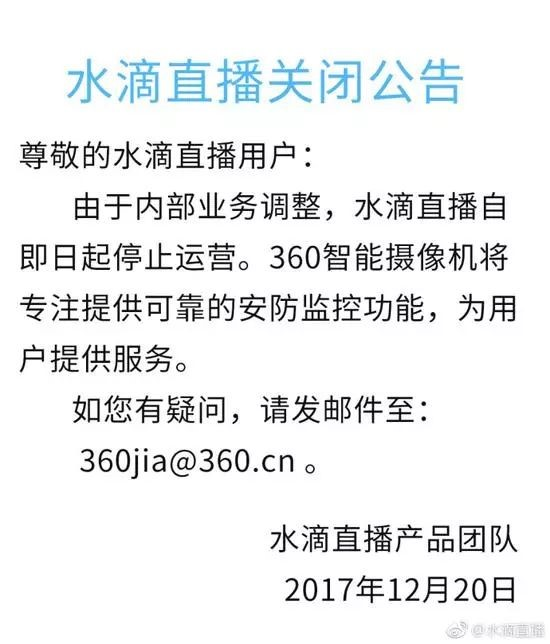 水滴直播关闭公告
尊敬的水滴直播用户：
由于内部业务调整，水滴直播自
即日起停止运营。360智能摄像机将
专注提供可靠的安防监控功能，为用
户提供服务。
如您有疑问，请发邮件至：
360jia@360.cn 。
水滴直播产品团队
2017年12月20日
@水滴直播